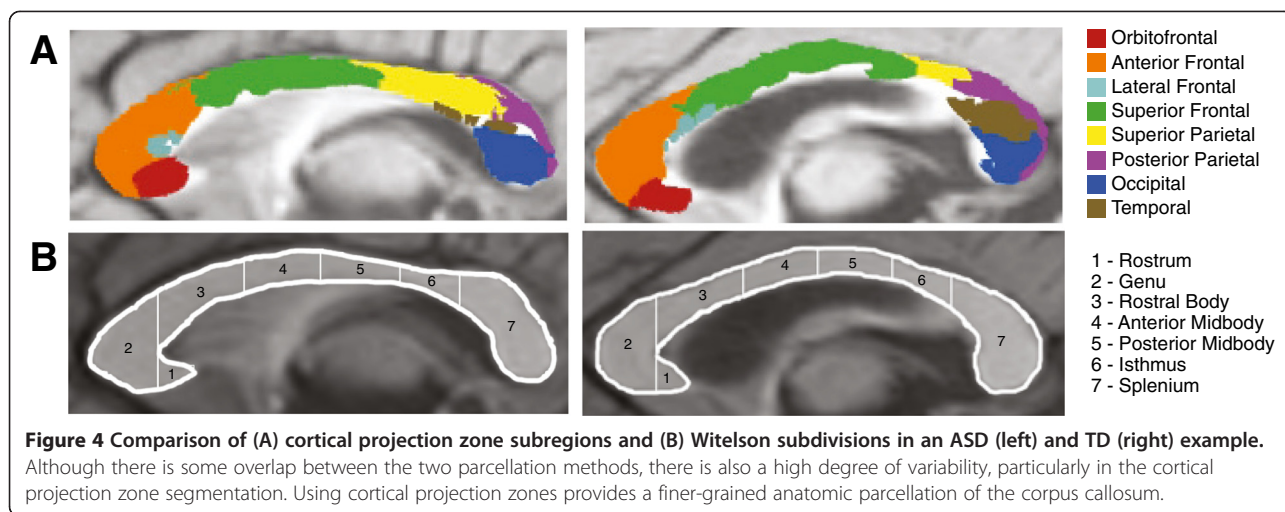 A
Orbitofrontal
Anterior Frontal
Lateral Frontal
Superior Frontal
Superior Parietal
Posterior Parietal
Occipital
Temporal
B
1 2 3 4 5 6 7
1 2 3 4 5 6 7
1 - Rostrum
2 - Genu
3 - Rostral Body
4 - Anterior Midbody
5 - Posterior Midbody
6 - Isthmus
7 - Splenium
Figure 4 Comparison of (A) cortical projection zone subregions and (B) Witelson subdivisions in an ASD (left) and TD (right) example.
Although there is some overlap between the two parcellation methods, there is also a high degree of variability, particularly in the cortical
projection zone segmentation. Using cortical projection zones provides a finer-grained anatomic parcellation of the corpus callosum.